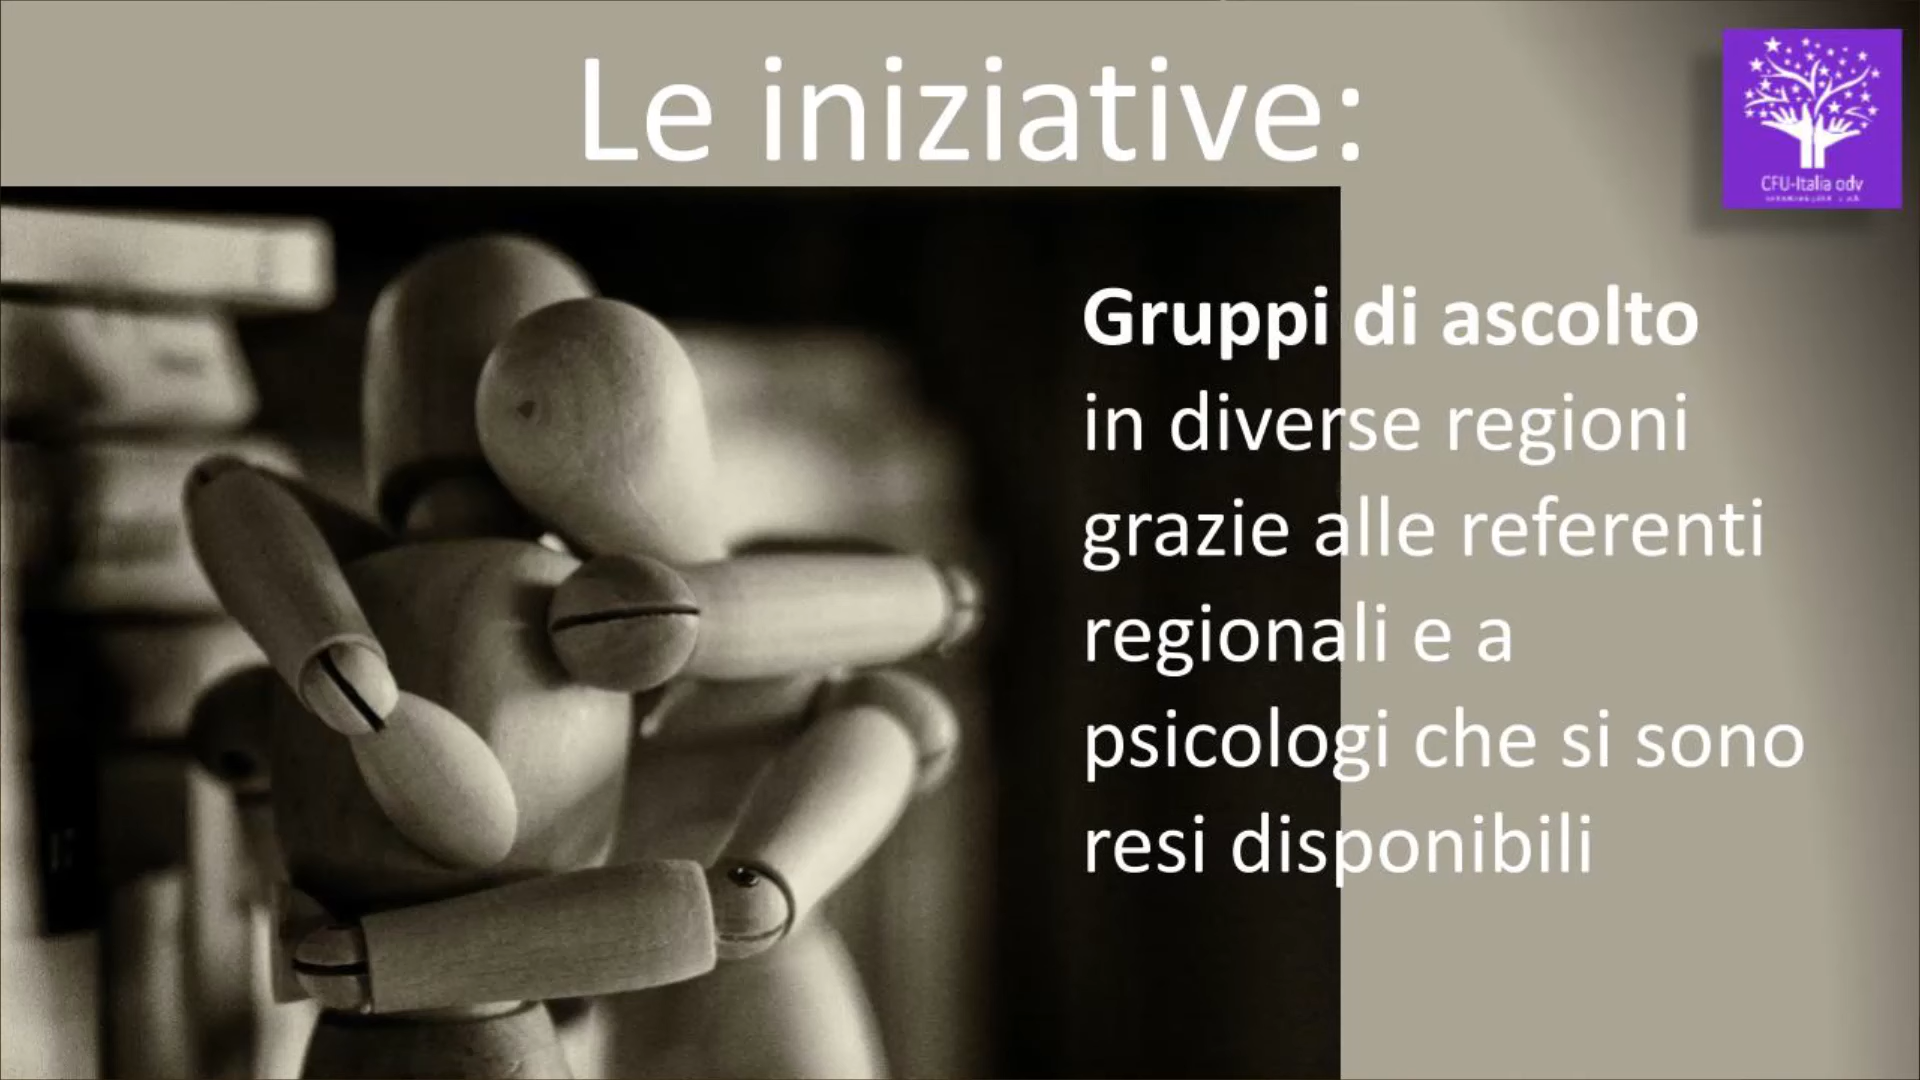 Le iniziative:
CFU-Italia odv
Gruppi di ascolto
in diverse regioni
grazie alle referenti
regionali e a
psicologi che si sono
resi disponibili